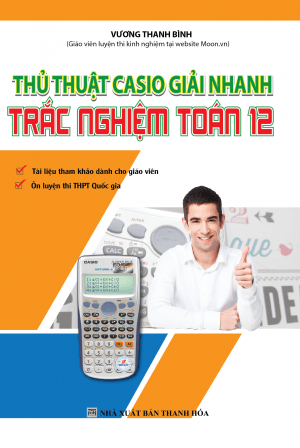 VƯƠNG THANH BÌNH
(Giáo viên luyện thi kinh nghiệm tại website Moon.vn)
THỦ THUẬT CASIO GIẢI NHANH
TRẮC NGHIỆM TOÁN 12
Tài liệu tham khảo dành cho giáo viên
Ôn luyện thi THPT Quốc gia
CASIO
NHÀ XUẤT BẢN THANH HÓA